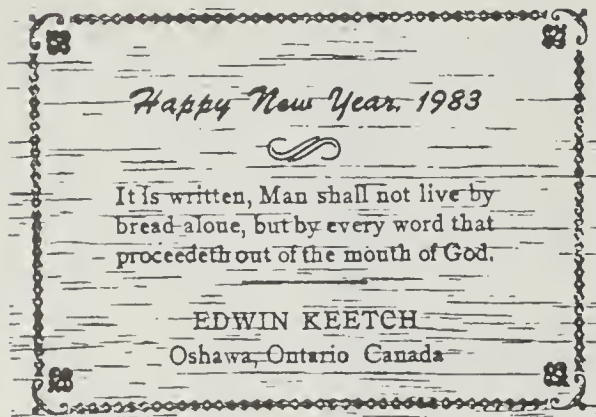 Happy New Year, 1983
It is written, Man shall not live by
bread alone, but by every word that
proceedeth out of the mouth of God.
EDWIN KEETCH
Oshawa, Ontario Canada